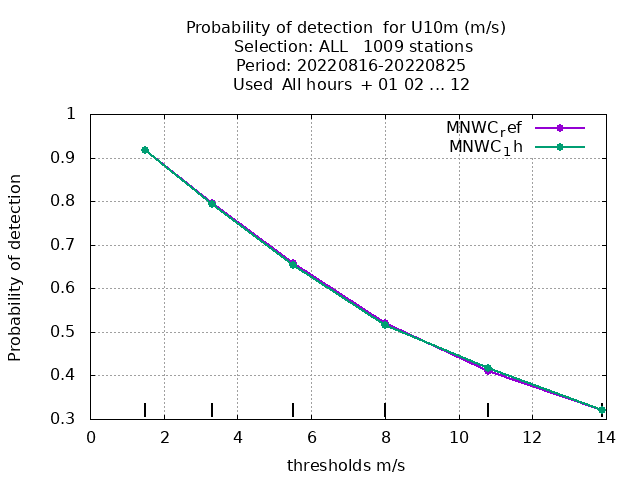 Probability of detection  for U10m (m/s)
Selection: ALL   1009 stations
Period: 20220816-20220825
Used  All hours  + 01 02 ... 12
MNWC_ref
MNWC_1h
1
0.9
0.8
0.7
0.6
0.5
0.4
0.3
Probability of detection
0 2 4 6 8 10 12 14
thresholds m/s